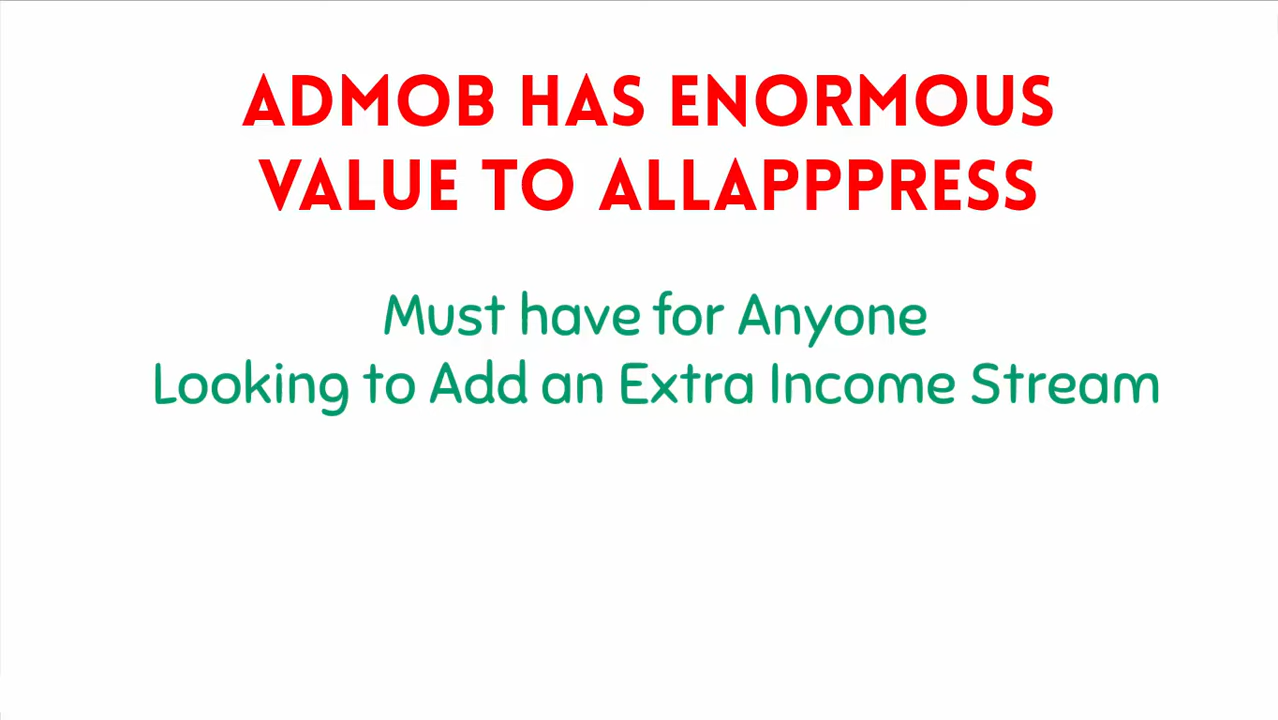 ADMOB HAS ENORMOUS
VALUE TO ALLAPPPRESS
Must have for Anyone
Looking to Add an Extra Income Stream